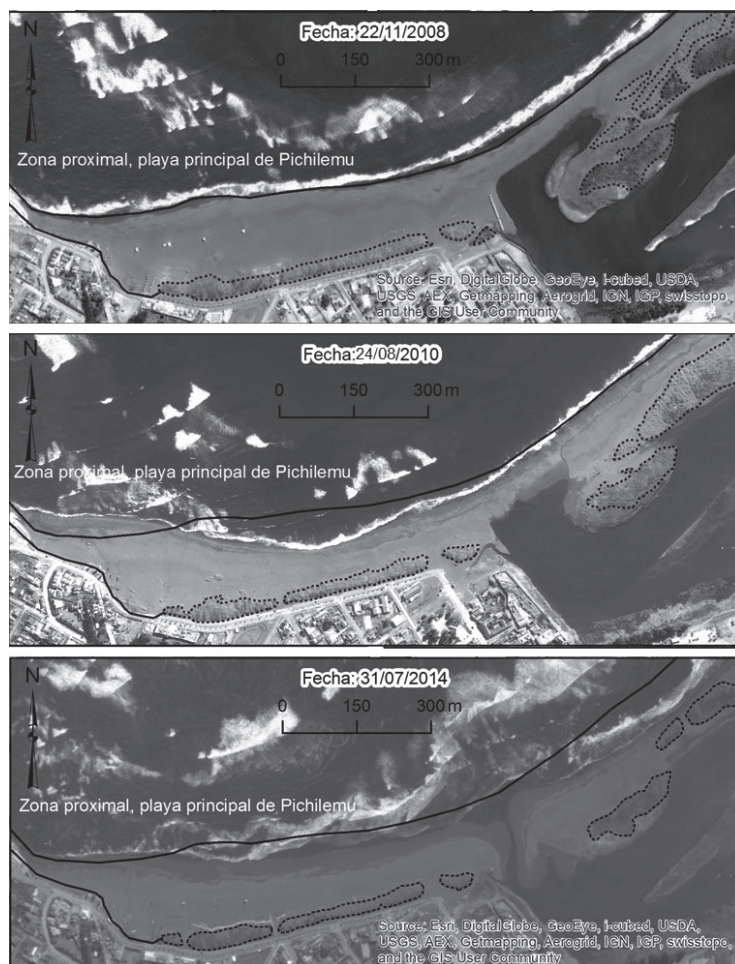 Fecha: 22/11/2008
N
0 150 300 m
Zona proximal, playa principal de Pichilemu
Source: Esri, DigitalGlobe, GeoEye, i-cubed, USDA,
USGS, AEX, Getmapping, Aerogrid, IGN, IGP, swisstopo,
and the GIS User Community
Fecha:24/08/2010
N
0 150 300 m
Zona proximal, playa principal de Pichilemu
Fecha: 31/07/2014
N
0 150 300 m
Zona proximal, playa principal de Pichilemu
Source: Esri, DigitalGlobe, GeoEye, i-cubed, USDA,
USGS, AEX, Getmapping, Aerogrid, IGN, IGP, swisstopo,
and the GIS User Community